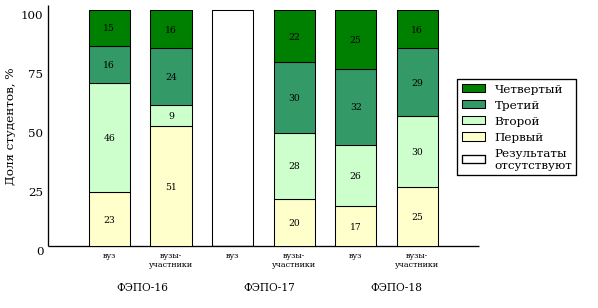 Доля студентов, %
100
75
50
25
0
15
16
46
23
16
24
9
51
22
30
28
20
25
32
26
17
16
29
30
25
вуз
вузы-
участники
вуз
вузы-
участники
вуз
вузы-
участники
ФЭПО-16
ФЭПО-17
ФЭПО-18
Четвертый
Третий
Второй
Первый
Результаты
отсутствуют